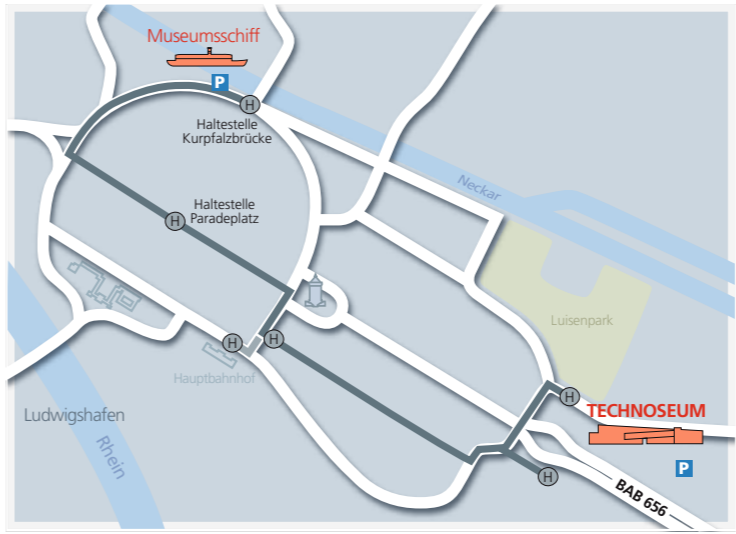 Museumsschiff
P
H
Haltestelle
Kurpfalzbrücke
Neckar
Haltestelle
Paradeplatz
H
Luisenpark
H
H
Hauptbahnhof
H
Ludwigshafen
TECHNOSEUM
Rhein
P
H
BAB 656